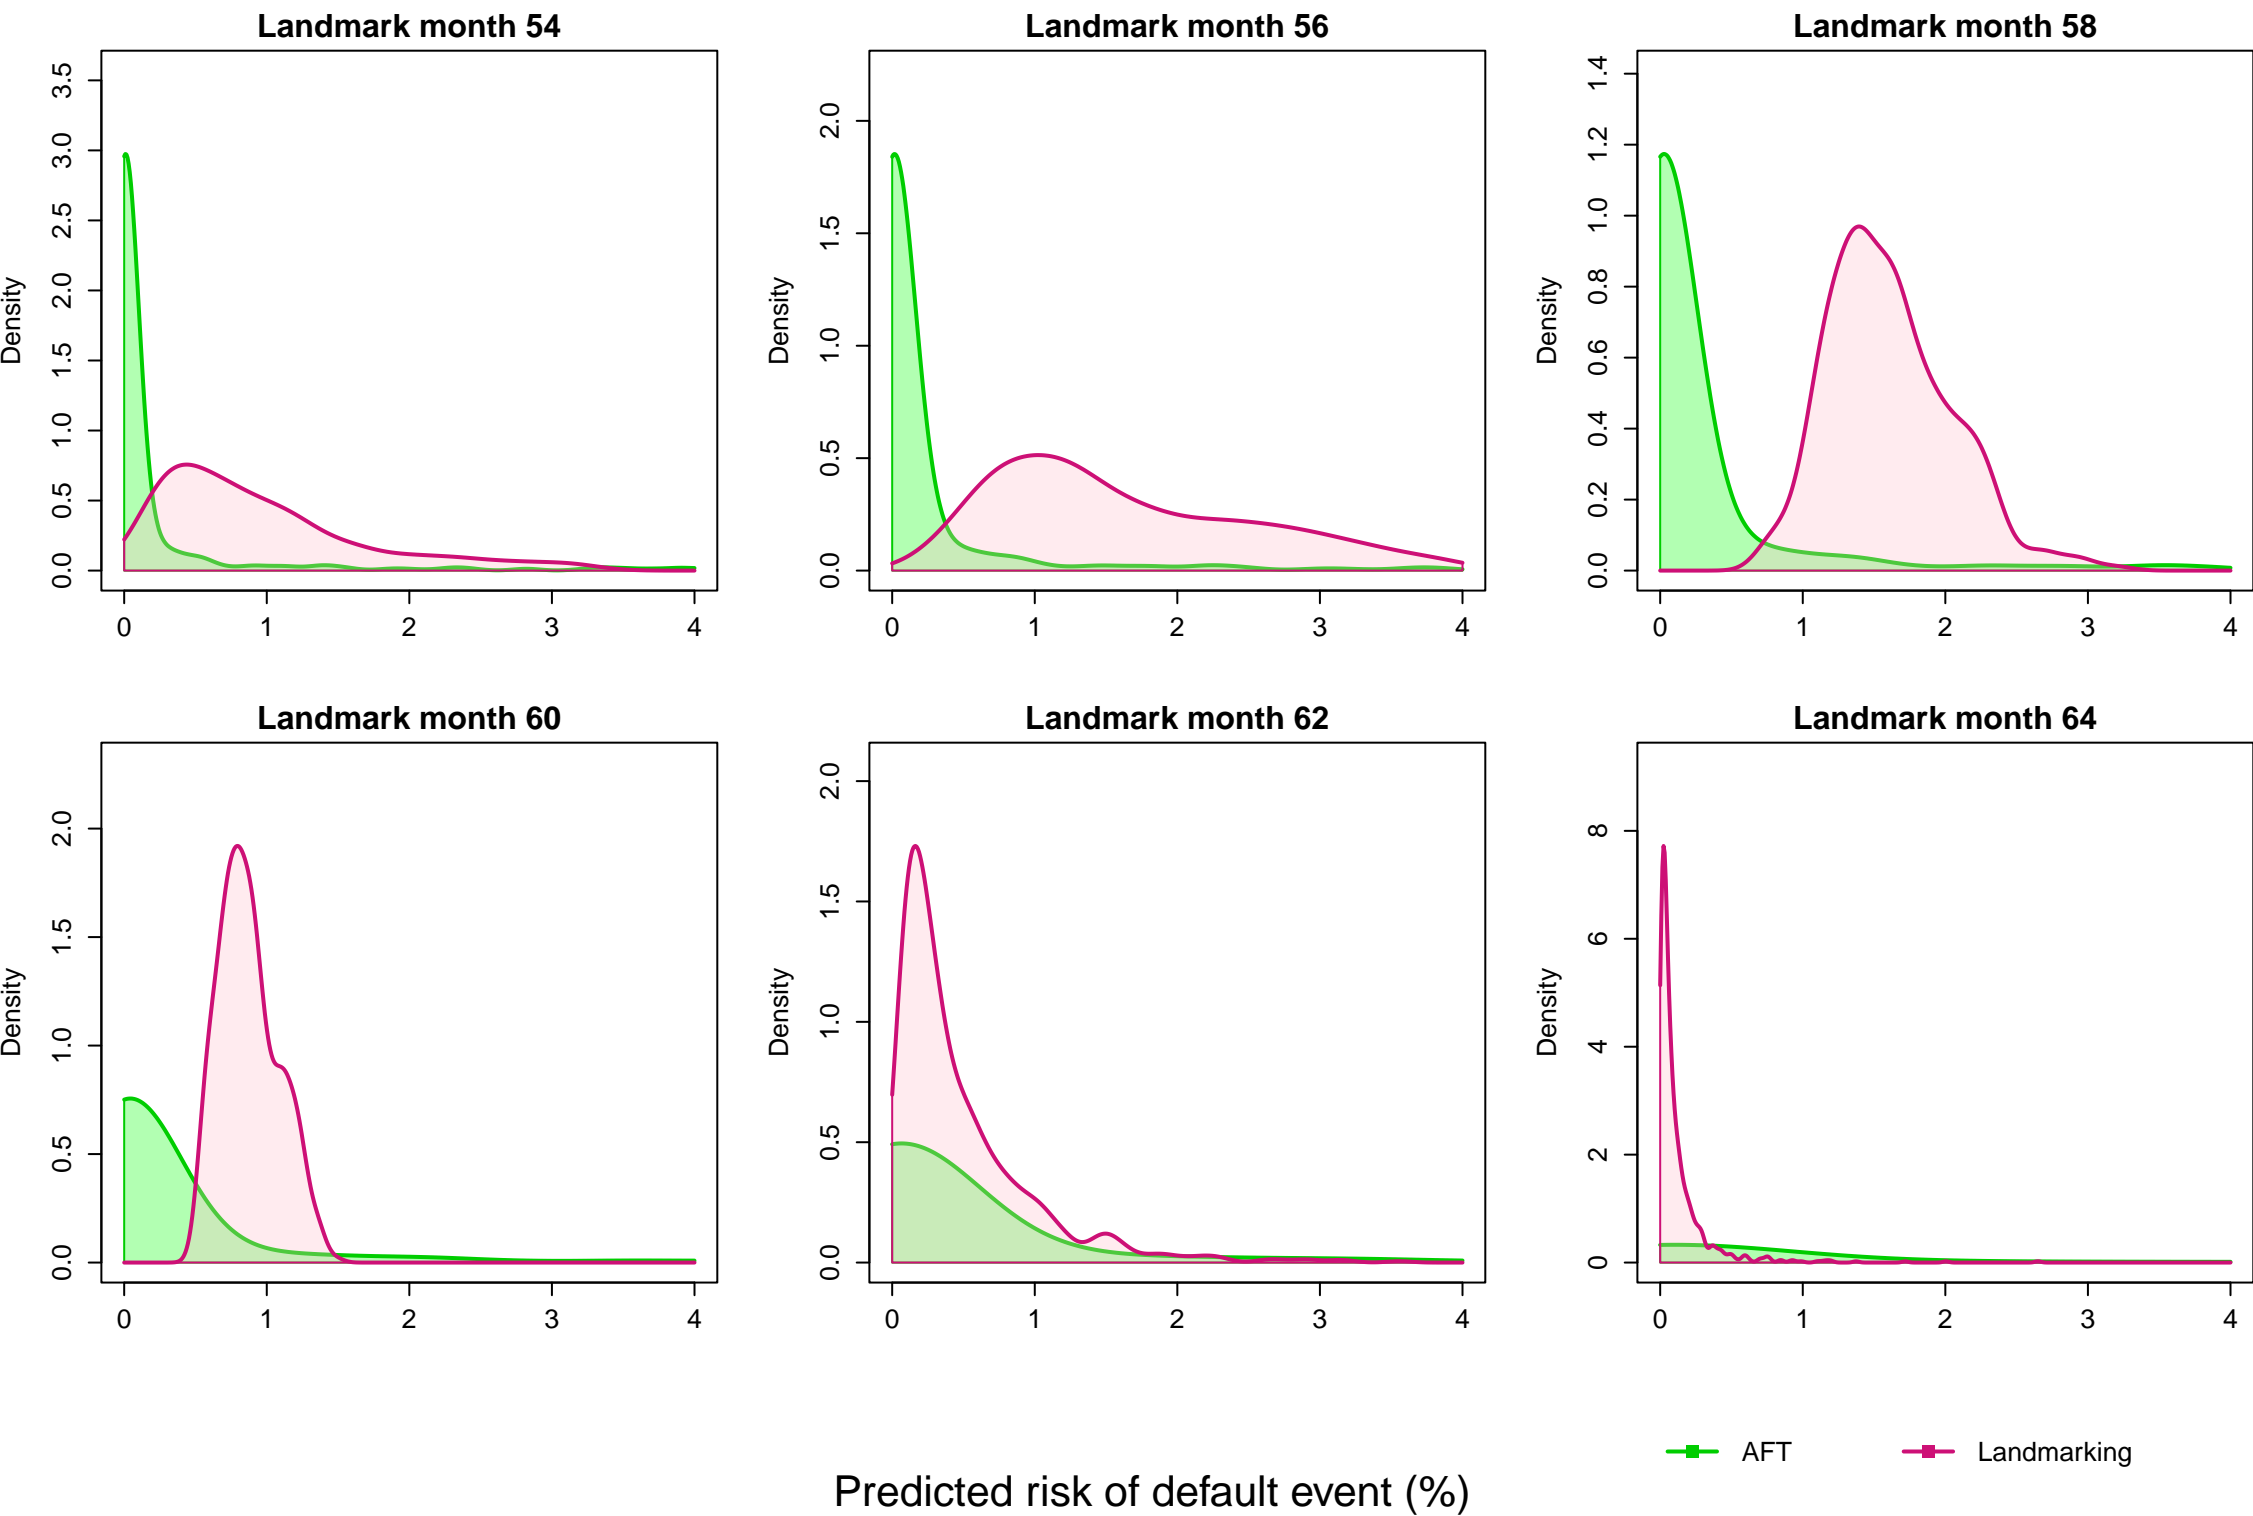 Landmark month 54
Landmark month 56
Landmark month 58
Density
0.0 0.5 1.0 1.5 2.0 2.5 3.0 3.5
0 1 2 3 4
Density
0.0 0.5 1.0 1.5 2.0
0 1 2 3 4
Density
0.0 0.2 0.4 0.6 0.8 1.0 1.2 1.4
0 1 2 3 4
Landmark month 60
Landmark month 62
Landmark month 64
Density
0.0 0.5 1.0 1.5 2.0
0 1 2 3 4
Density
0.0 0.5 1.0 1.5 2.0
0 1 2 3 4
Density
0 2 4 6 8
0 1 2 3 4
AFT
Landmarking
Predicted risk of default event (%)